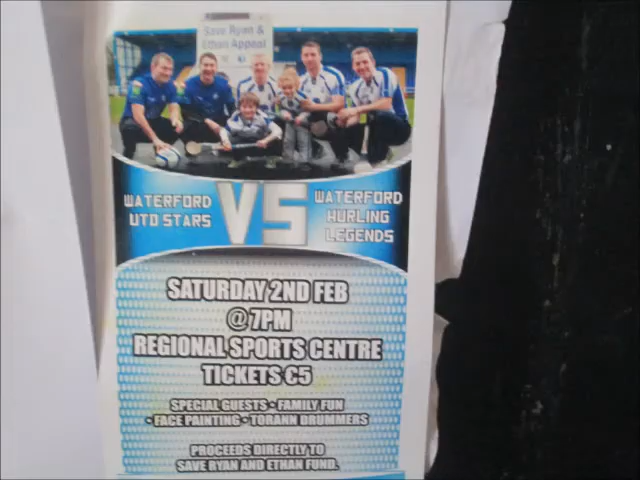 Save Ryan &
Ethan Appeal
WATERFORD
UTD STARS
VS
WATERFORD
HURLING
LEGENDS
SATURDAY 2ND FEB
@ 7PM
REGIONAL SPORTS CENTRE
TICKETS €5
SPECIAL GUESTS • FAMILY FUN
• FACE PAINTING • TORANN DRUMMERS
PROCEEDS DIRECTLY TO
SAVE RYAN AND ETHAN FUND.